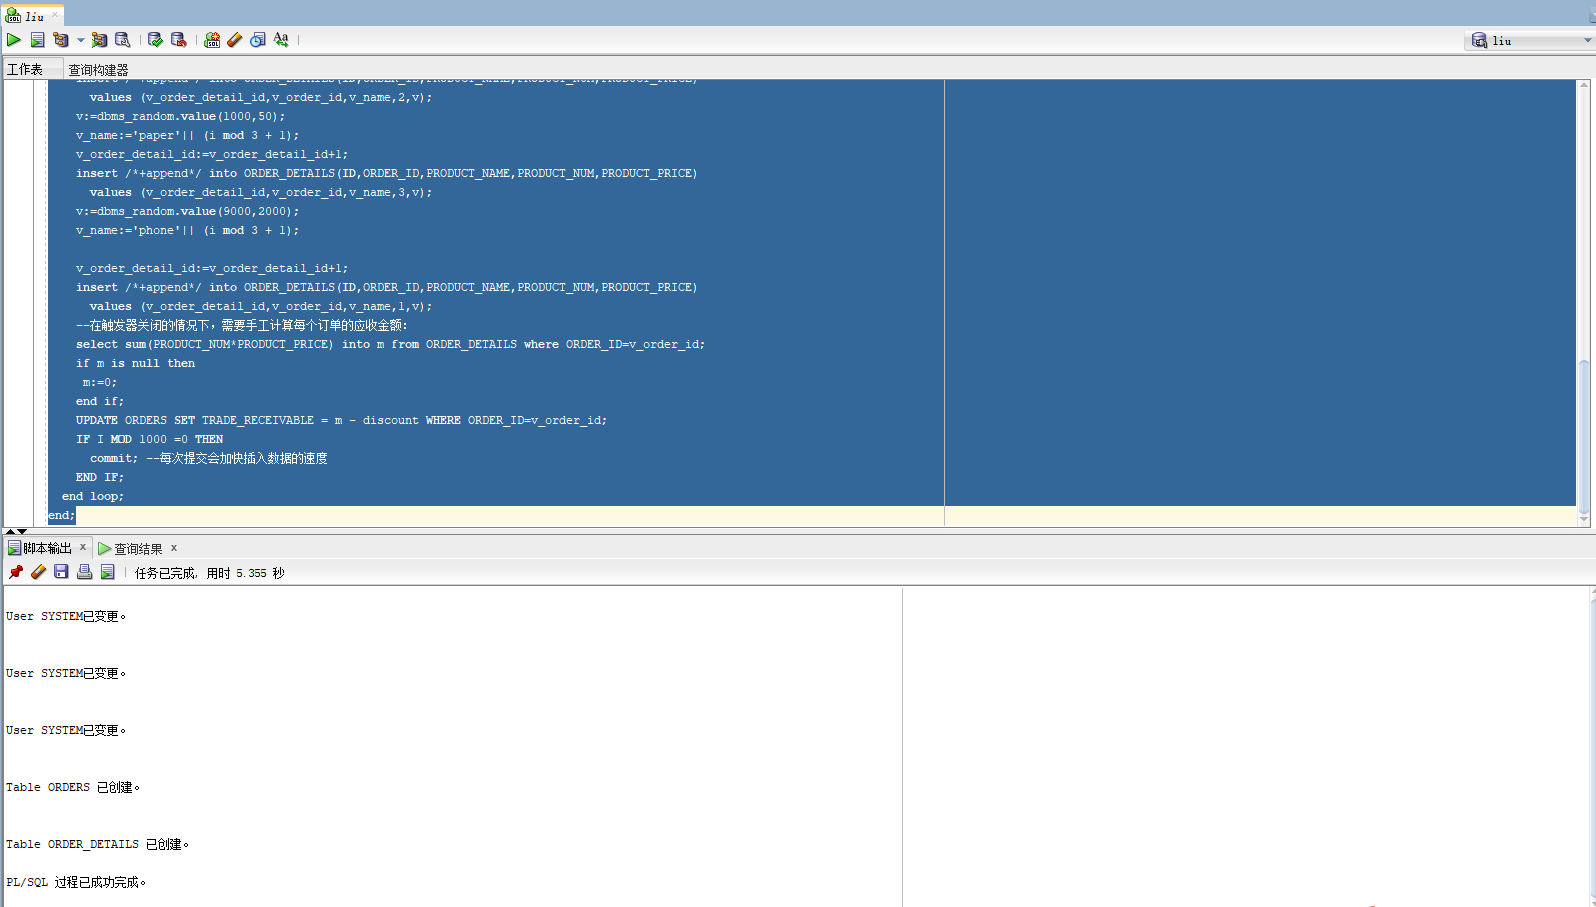 liu
liu
工作表 查询构建器
insert /*+append*/ into ORDER_DETAILS(ID,ORDER_ID,PRODUCT_NAME,PRODUCT_NUM,PRODUCT_PRICE)
values (v_order_detail_id,v_order_id,v_name,2,v);
v:=dbms_random.value(1000,50);
v_name:='paper'|| (i mod 3 + 1);
v_order_detail_id:=v_order_detail_id+1;
insert /*+append*/ into ORDER_DETAILS(ID,ORDER_ID,PRODUCT_NAME,PRODUCT_NUM,PRODUCT_PRICE)
values (v_order_detail_id,v_order_id,v_name,3,v);
v:=dbms_random.value(9000,2000);
v_name:='phone'|| (i mod 3 + 1);
v_order_detail_id:=v_order_detail_id+1;
insert /*+append*/ into ORDER_DETAILS(ID,ORDER_ID,PRODUCT_NAME,PRODUCT_NUM,PRODUCT_PRICE)
values (v_order_detail_id,v_order_id,v_name,1,v);
--在触发器关闭的情况下，需要手工计算每个订单的应收金额：
select sum(PRODUCT_NUM*PRODUCT_PRICE) into m from ORDER_DETAILS where ORDER_ID=v_order_id;
if m is null then
m:=0;
end if;
UPDATE ORDERS SET TRADE_RECEIVABLE = m - discount WHERE ORDER_ID=v_order_id;
IF I MOD 1000 =0 THEN
commit; --每次提交会加快插入数据的速度
END IF;
end loop;
end;
脚本输出 x 查询结果 x
任务已完成, 用时 5.355 秒
User SYSTEM已变更。
User SYSTEM已变更。
User SYSTEM已变更。
Table ORDERS 已创建。
Table ORDER_DETAILS 已创建。
PL/SQL 过程已成功完成。